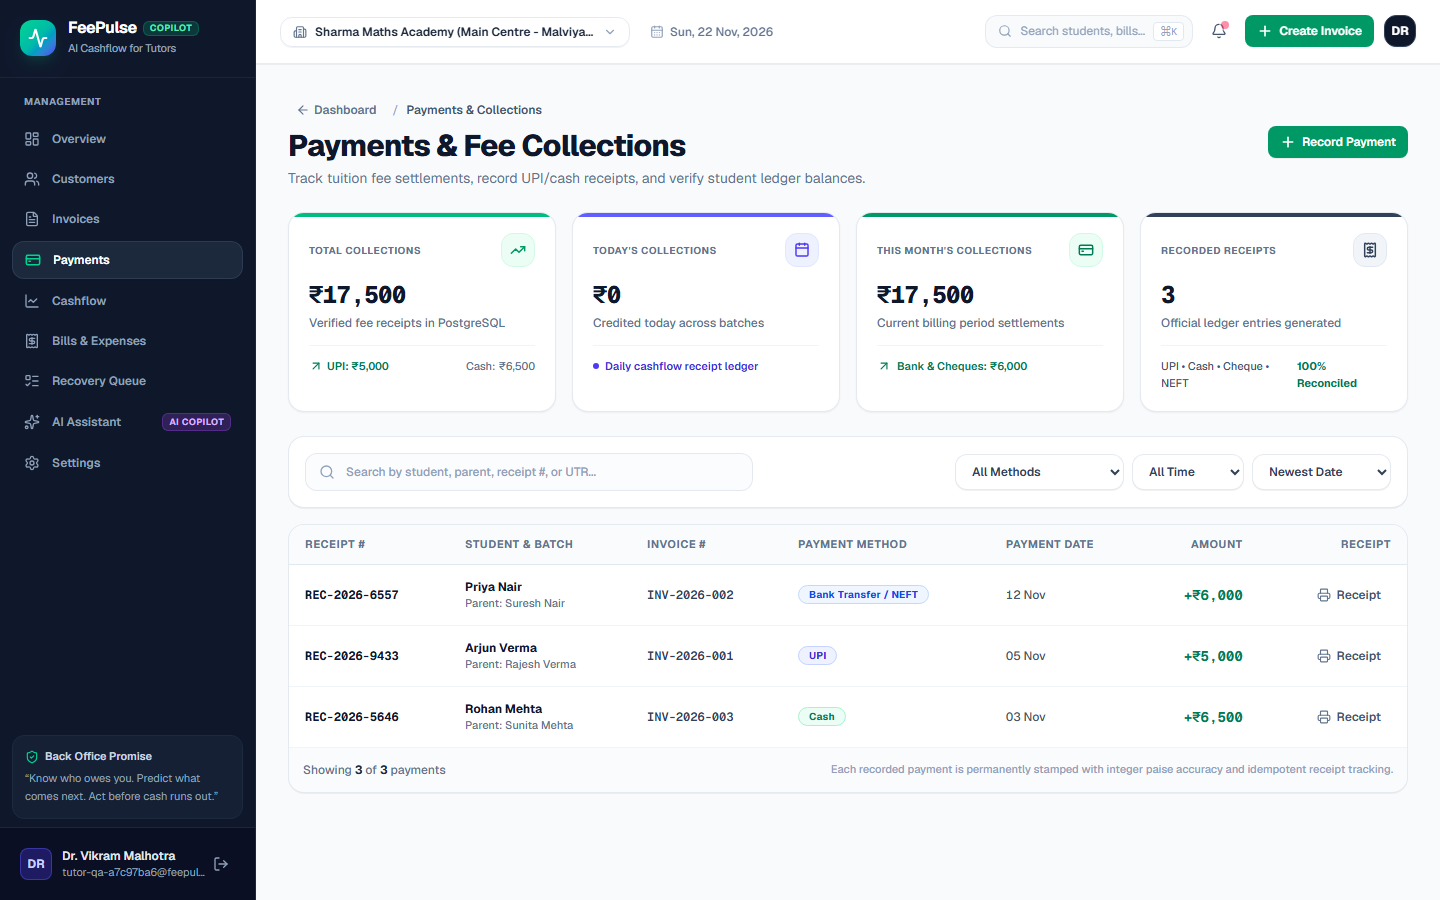 FeePulse COPILOT
AI Cashflow for Tutors
MANAGEMENT
Overview
Customers
Invoices
Payments
Cashflow
Bills & Expenses
Recovery Queue
AI Assistant AI COPILOT
Settings
Back Office Promise
“Know who owes you. Predict what
comes next. Act before cash runs out.”
DR
Dr. Vikram Malhotra
tutor-qa-a7c97ba6@feepul...
Sharma Maths Academy (Main Centre - Malviya...
Sun, 22 Nov, 2026
Search students, bills... ⌘K
+ Create Invoice
DR
← Dashboard / Payments & Collections
Payments & Fee Collections
Track tuition fee settlements, record UPI/cash receipts, and verify student ledger balances.
+ Record Payment
TOTAL COLLECTIONS
₹17,500
Verified fee receipts in PostgreSQL
UPI: ₹5,000 Cash: ₹6,500
TODAY'S COLLECTIONS
₹0
Credited today across batches
Daily cashflow receipt ledger
THIS MONTH'S COLLECTIONS
₹17,500
Current billing period settlements
Bank & Cheques: ₹6,000
RECORDED RECEIPTS
3
Official ledger entries generated
UPI • Cash • Cheque •
NEFT
100%
Reconciled
Search by student, parent, receipt #, or UTR...
All Methods
All Time
Newest Date
RECEIPT # STUDENT & BATCH INVOICE # PAYMENT METHOD PAYMENT DATE AMOUNT RECEIPT
REC-2026-6557 Priya Nair INV-2026-002 Bank Transfer / NEFT 12 Nov +₹6,000 Receipt
Parent: Suresh Nair
REC-2026-9433 Arjun Verma INV-2026-001 UPI 05 Nov +₹5,000 Receipt
Parent: Rajesh Verma
REC-2026-5646 Rohan Mehta INV-2026-003 Cash 03 Nov +₹6,500 Receipt
Parent: Sunita Mehta
Showing 3 of 3 payments
Each recorded payment is permanently stamped with integer paise accuracy and idempotent receipt tracking.